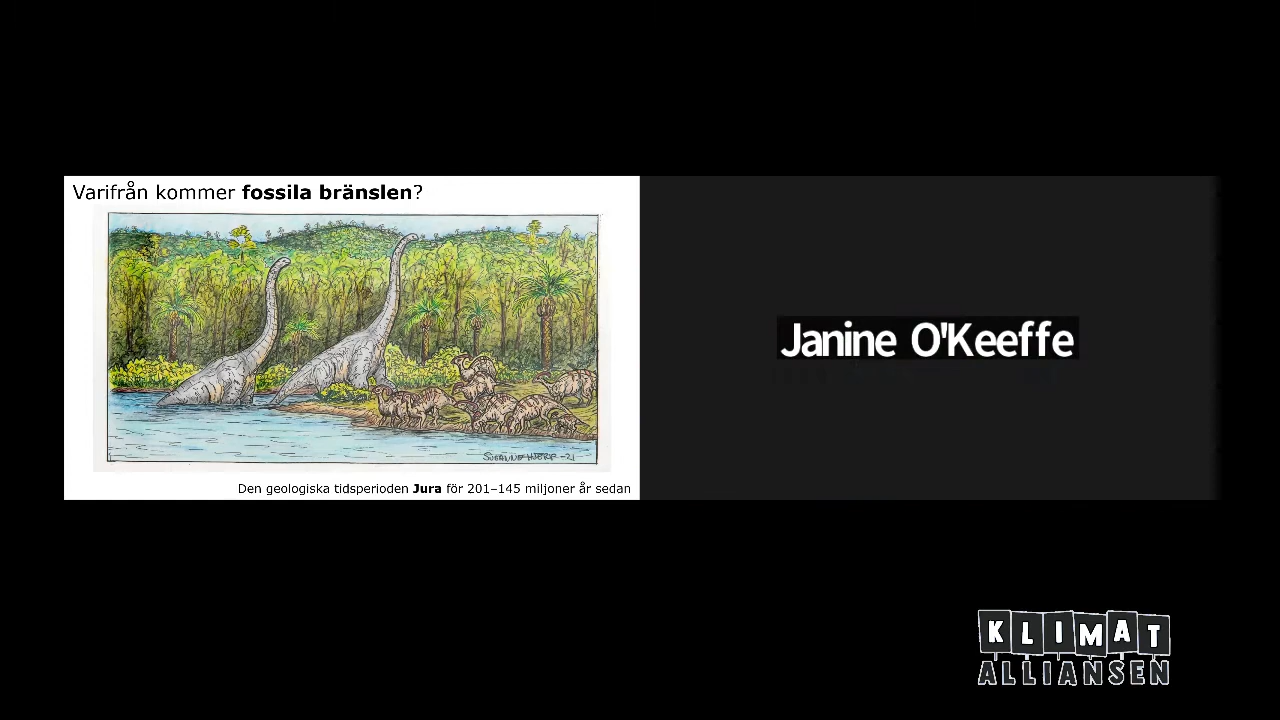 Varifrån kommer fossila bränslen?
Den geologiska tidsperioden Jura för 201–145 miljoner år sedan
Janine O'Keeffe
KLIMAT
ALLIANSEN